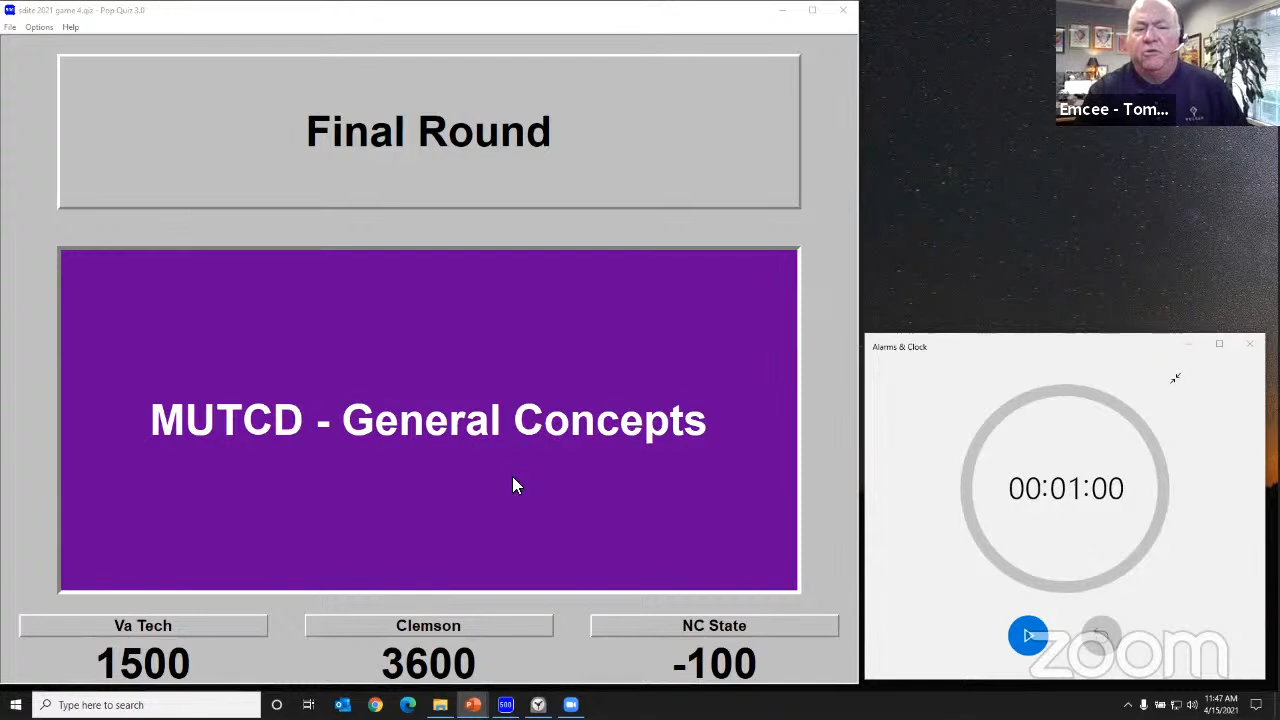 sdite 2021 game 4.qiz - Pop Quiz 3.0
File Options Help
Final Round
MUTCD - General Concepts
Va Tech
1500
Clemson
3600
NC State
-100
Emcee - Tom...
Alarms & Clock
00:01:00
zoom
Type here to search
500
11:47 AM
4/15/2021